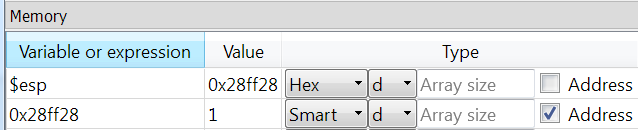 Memory
Variable or expression Value Type
$esp 0x28ff28 Hex d Array size Address
0x28ff28 1 Smart d Array size Address